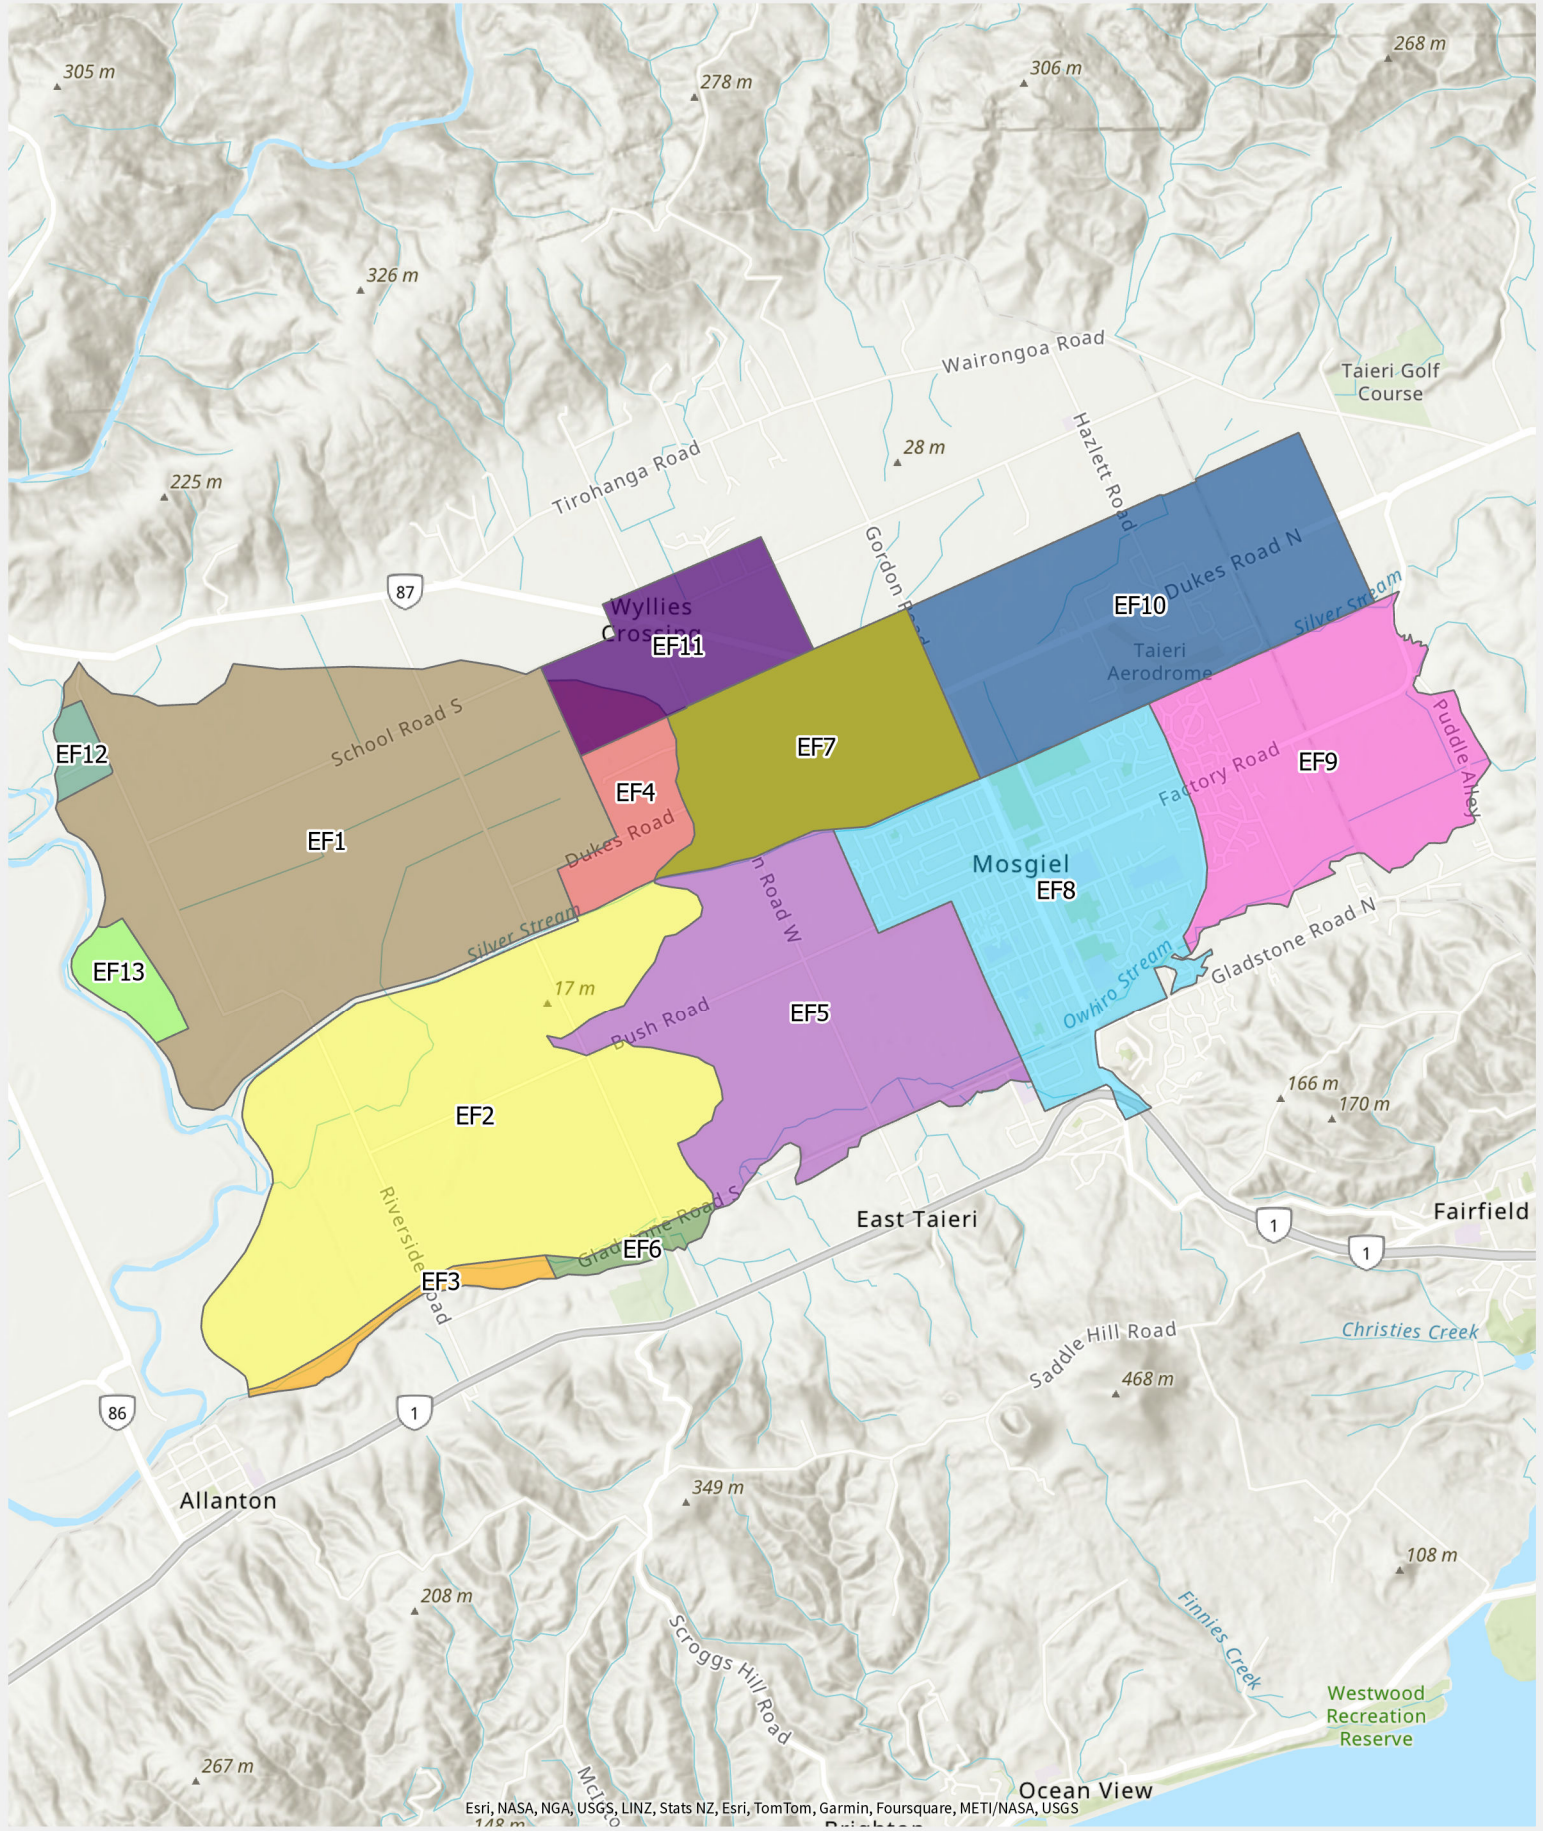 305 m
278 m
306 m
268 m
326 m
Wairongoa Road
Taieri Golf
Course
Hazlett Road
28 m
Tirohanga Road
225 m
Gordon Road
Dukes Road N
87
Wyllies
Crossing
EF11
EF10
Silver Stream
Taieri
Aerodrome
School Road S
EF12
EF7
Factory Road
EF9
Puddle Alley
EF4
Dukes Road
EF1
Mosgiel
EF8
n Road W
Silver Stream
Gladstone Road N
EF13
17 m
Owhiro Stream
Bush Road
EF5
166 m
170 m
EF2
Riverside Road
Gladstone Road S
EF6
EF3
East Taieri
Fairfield
1
1
Christies Creek
Saddle Hill Road
468 m
86
1
Allanton
349 m
108 m
208 m
Scroggs Hill Road
Finnies Creek
Westwood
Recreation
Reserve
267 m
Ocean View
Esri, NASA, NGA, USGS, LINZ, Stats NZ, Esri, TomTom, Garmin, Foursquare, METI/NASA, USGS
148 m
Brighton